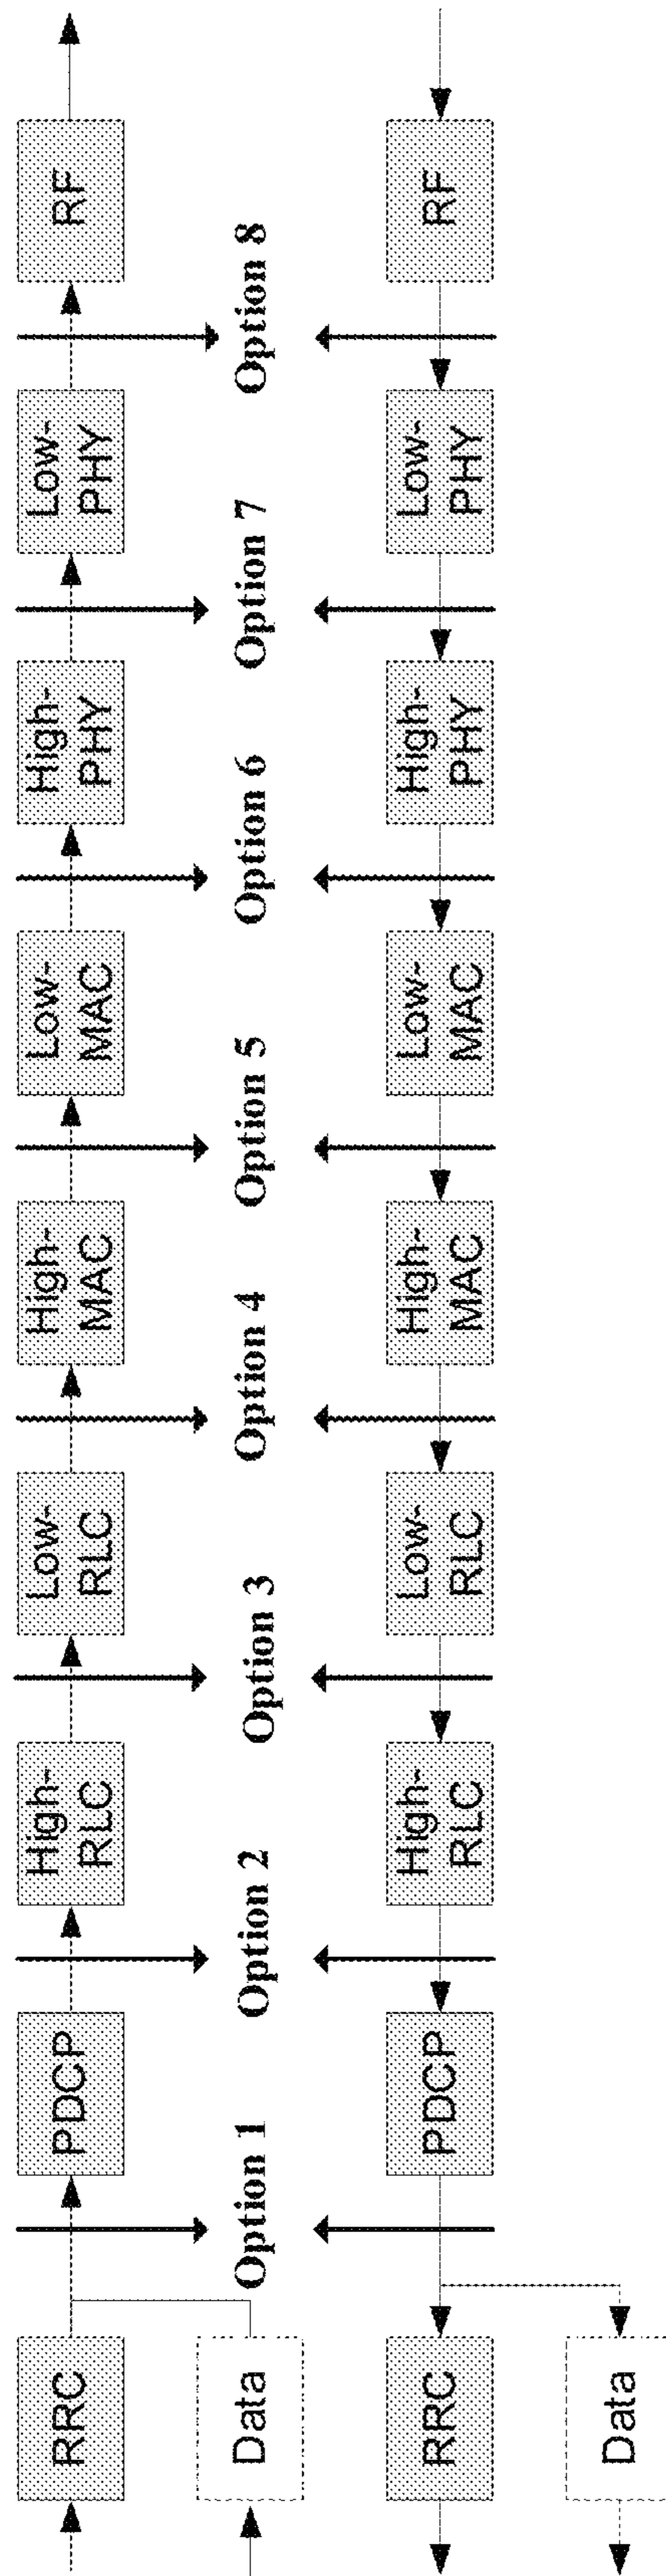 RRC
PDCP
High-
RLC
Low-
RLC
High-
MAC
Low-
MAC
High-
PHY
Low-
PHY
RF
Data
Option 1
Option 2
Option 3
Option 4
Option 5
Option 6
Option 7
Option 8
RRC
PDCP
High-
RLC
Low-
RLC
High-
MAC
Low-
MAC
High-
PHY
Low-
PHY
RF
Data